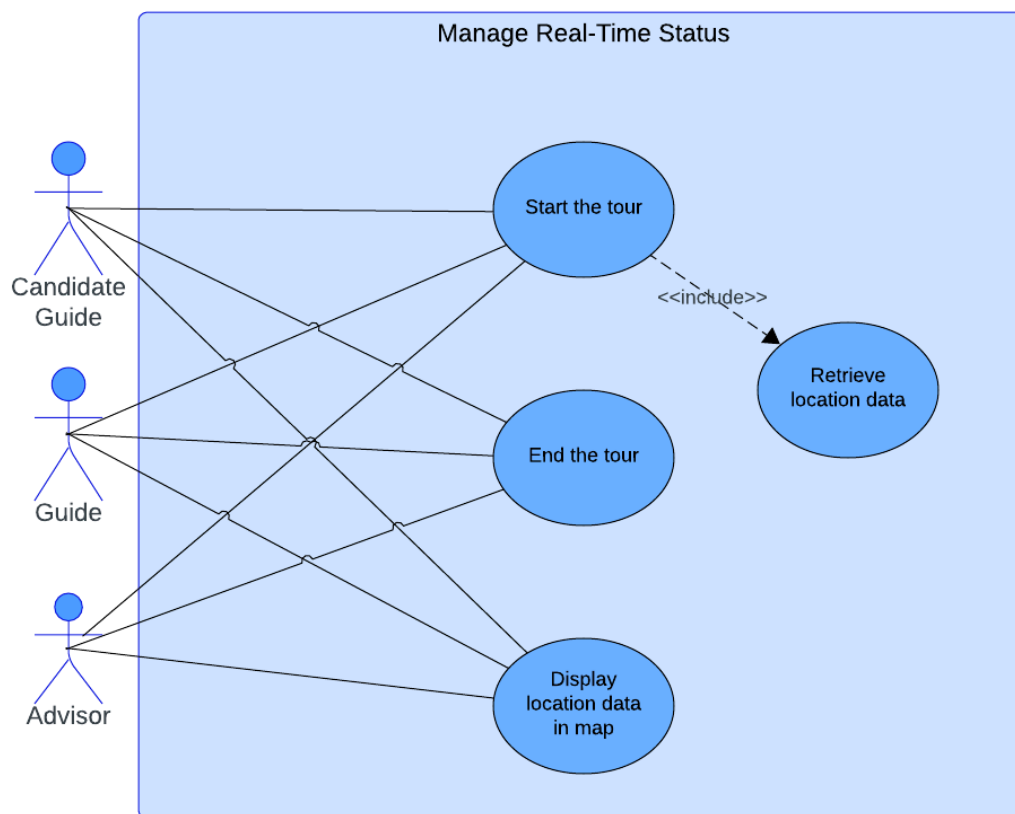 Manage Real-Time Status
Start the tour
Candidate
Guide
<<include>>
Retrieve
location data
End the tour
Guide
Display
location data
in map
Advisor